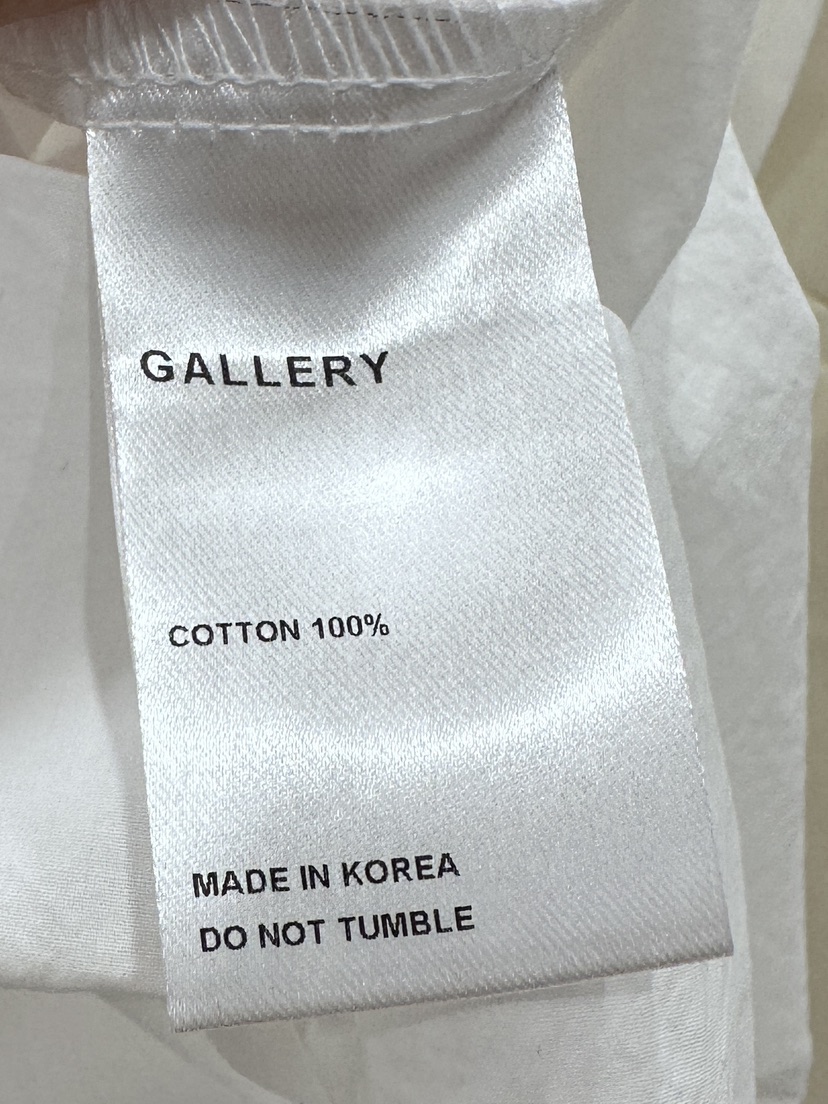 GALLERY
COTTON 100%
MADE IN KOREA
DO NOT TUMBLE